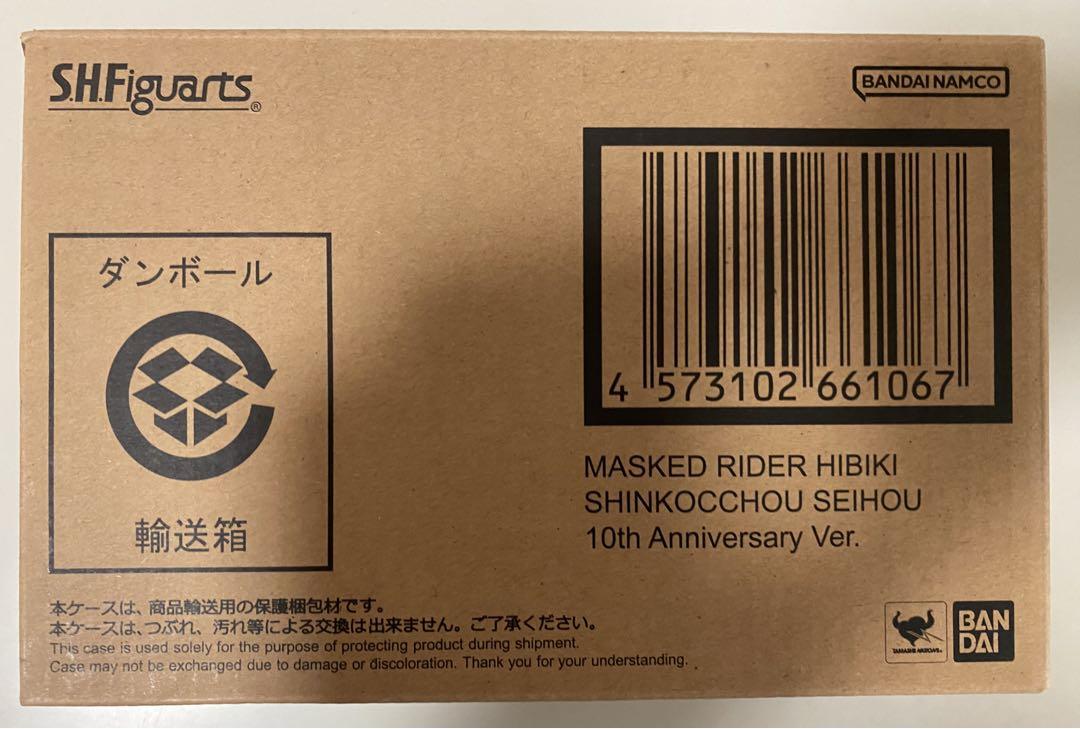 S.H.Figuarts®
BANDAI NAMCO
ダンボール
輸送箱
4 573102 661067
MASKED RIDER HIBIKI
SHINKOCCHOU SEIHOU
10th Anniversary Ver.
本ケースは、商品輸送用の保護梱包材です。
本ケースは、つぶれ、汚れ等による交換は出来ません。ご了承ください。
This case is used solely for the purpose of protecting product during shipment.
Case may not be exchanged due to damage or discoloration. Thank you for your understanding.
TAMASHII NATIONS
BAN
DAI